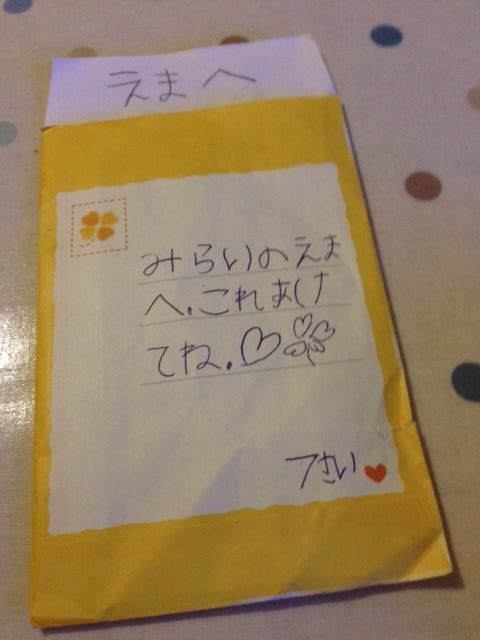 えまへ
みらいのえま
へ、これあけ
てね。
7さい